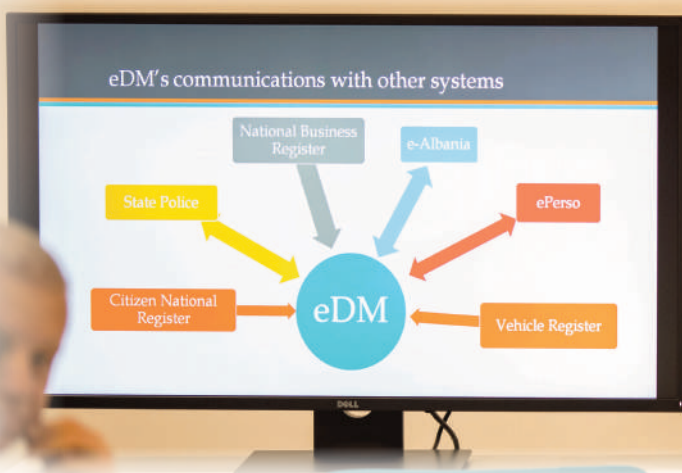 eDM's communications with other systems
National Business
Register
e-Albania
State Police
ePerso
Citizen National
Register
eDM
Vehicle Register
DELL